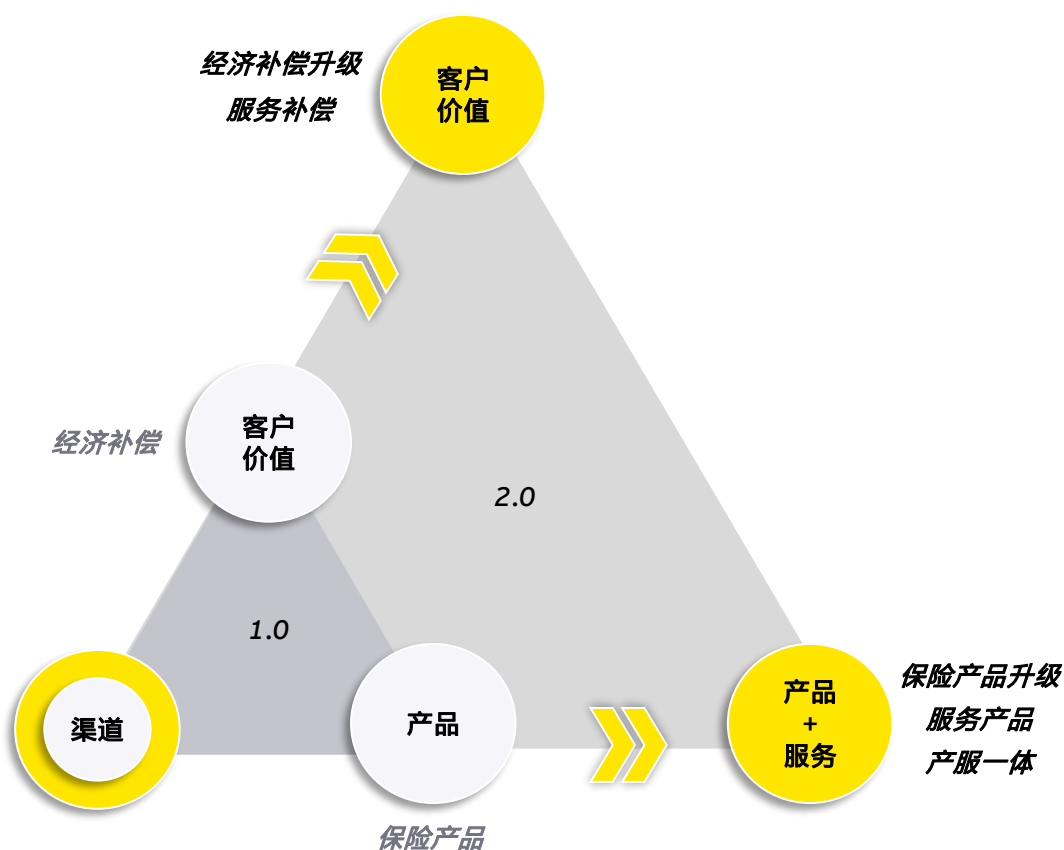 经济补偿升级
服务补偿
客户
价值
经济补偿
客户
价值
2.0
1.0
渠道
产品
保险产品
产品
+
服务
保险产品升级
服务产品
产服一体